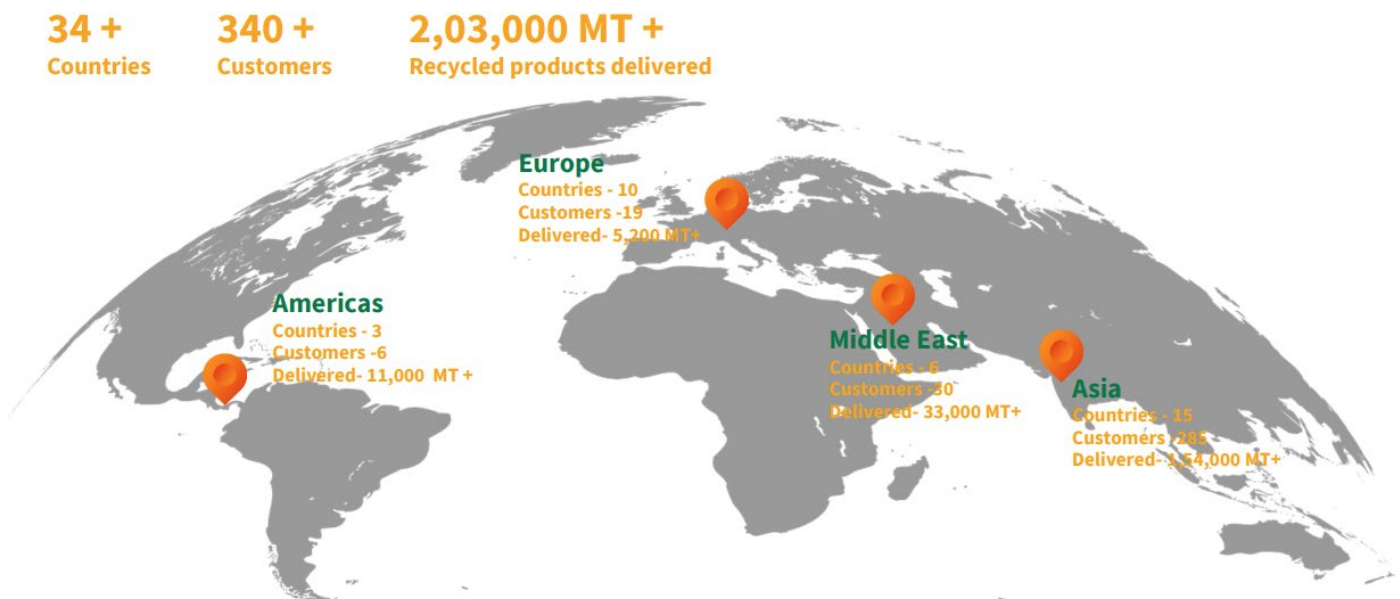 34 +
Countries
340 +
Customers
2,03,000 MT +
Recycled products delivered
Europe
Countries - 10
Customers -19
Delivered- 5,200 MT+
Americas
Countries - 3
Customers -6
Delivered- 11,000 MT +
Middle East
Countries - 6
Customers -30
Delivered- 33,000 MT+
Asia
Countries - 15
Customers -285
Delivered- 1,54,000 MT+